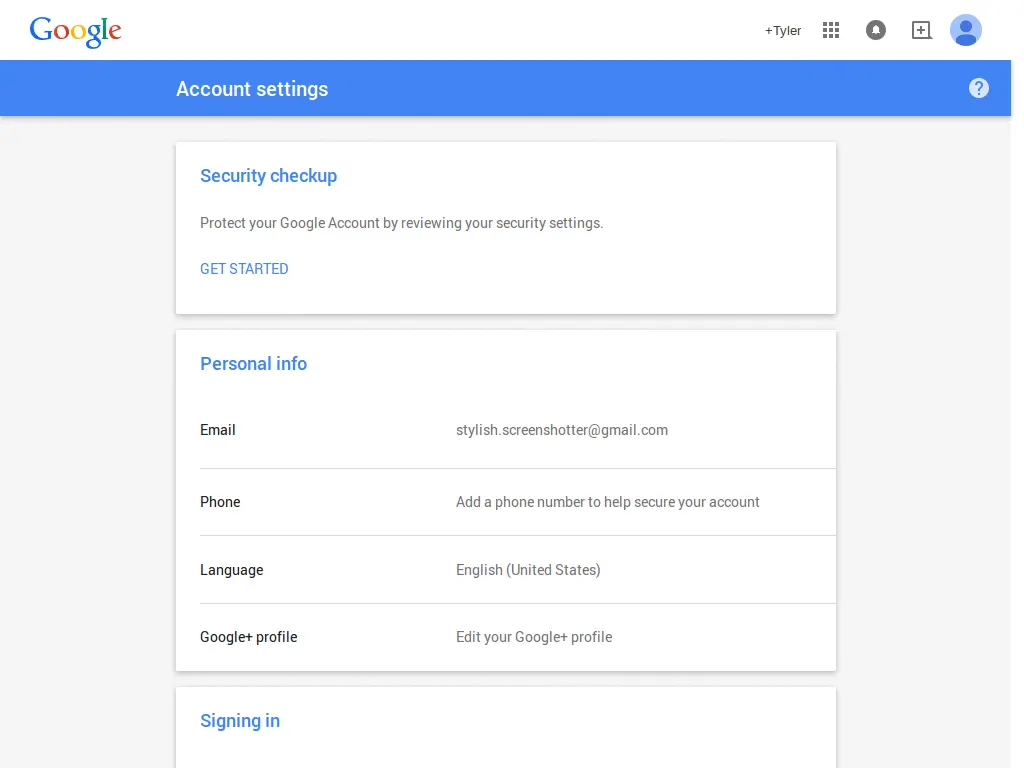 Google
+Tyler
Account settings
?
Security checkup
Protect your Google Account by reviewing your security settings.
GET STARTED
Personal info
Email stylish.screenshotter@gmail.com
Phone Add a phone number to help secure your account
Language English (United States)
Google+ profile Edit your Google+ profile
Signing in